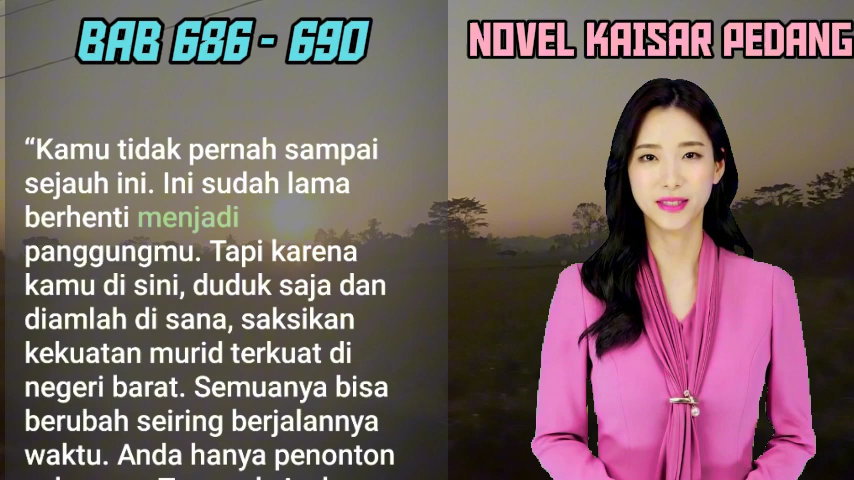 BAB 686 - 690
NOVEL KAISAR PEDANG
“Kamu tidak pernah sampai
sejauh ini. Ini sudah lama
berhenti menjadi
panggungmu. Tapi karena
kamu di sini, duduk saja dan
diamlah di sana, saksikan
kekuatan murid terkuat di
negeri barat. Semuanya bisa
berubah seiring berjalannya
waktu. Anda hanya penonton